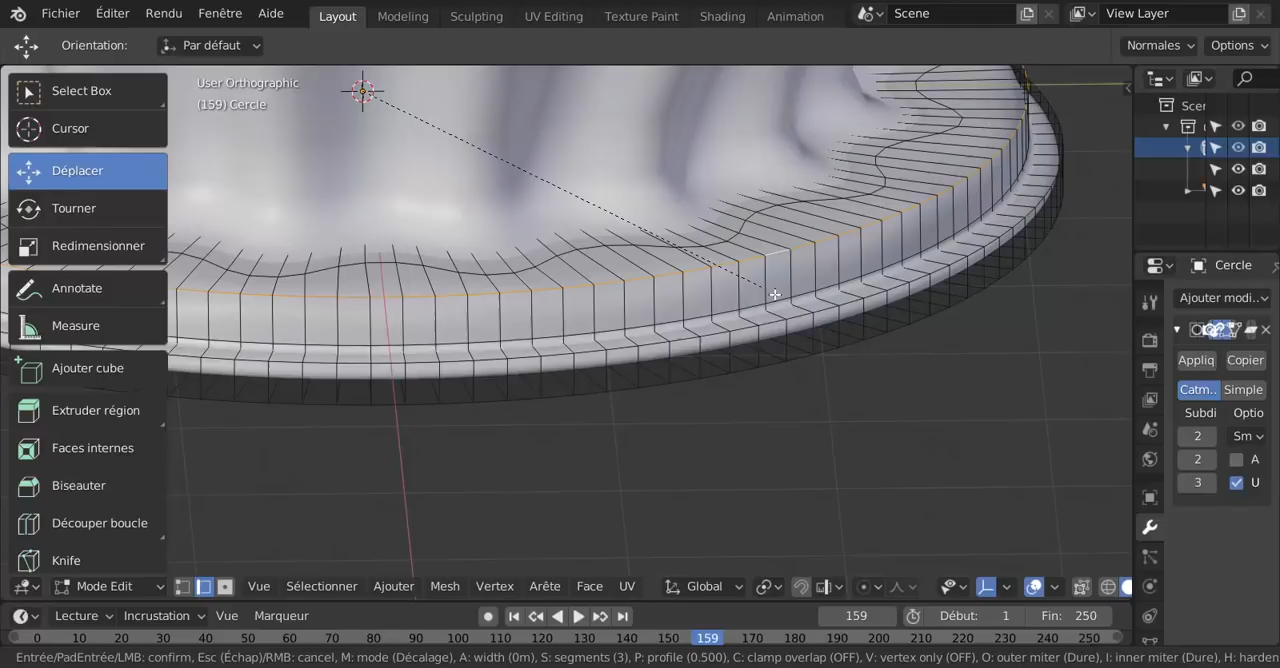 Fichier Éditer Rendu Fenêtre Aide Layout Modeling Sculpting UV Editing Texture Paint Shading Animation Scene View Layer
Orientation: Par défaut Normales Options
Select Box
Cursor
Déplacer
Tourner
Redimensionner
Annotate
Measure
Ajouter cube
Extruder région
Faces internes
Biseauter
Découper boucle
Knife
User Orthographic
(159) Cercle
Scer
Cercle
Ajouter modi..
Appliq Copier
Catm.. Simple
Subdi Optio
2 Sm
2 A
3 U
Mode Edit Vue Sélectionner Ajouter Mesh Vertex Arête Face UV Global
Lecture Incrustation Vue Marqueur 159 Début: 1 Fin: 250
0 10 20 30 40 50 60 70 80 90 100 110 120 130 140 150 159 170 180 190 200 210 220 230 240 250
Entrée/PadEntrée/LMB: confirm, Esc (Échap)/RMB: cancel, M: mode (Décalage), A: width (0m), S: segments (3), P: profile (0.500), C: clamp overlap (OFF), V: vertex only (OFF), O: outer miter (Dure), I: inner miter (Dure), H: harden